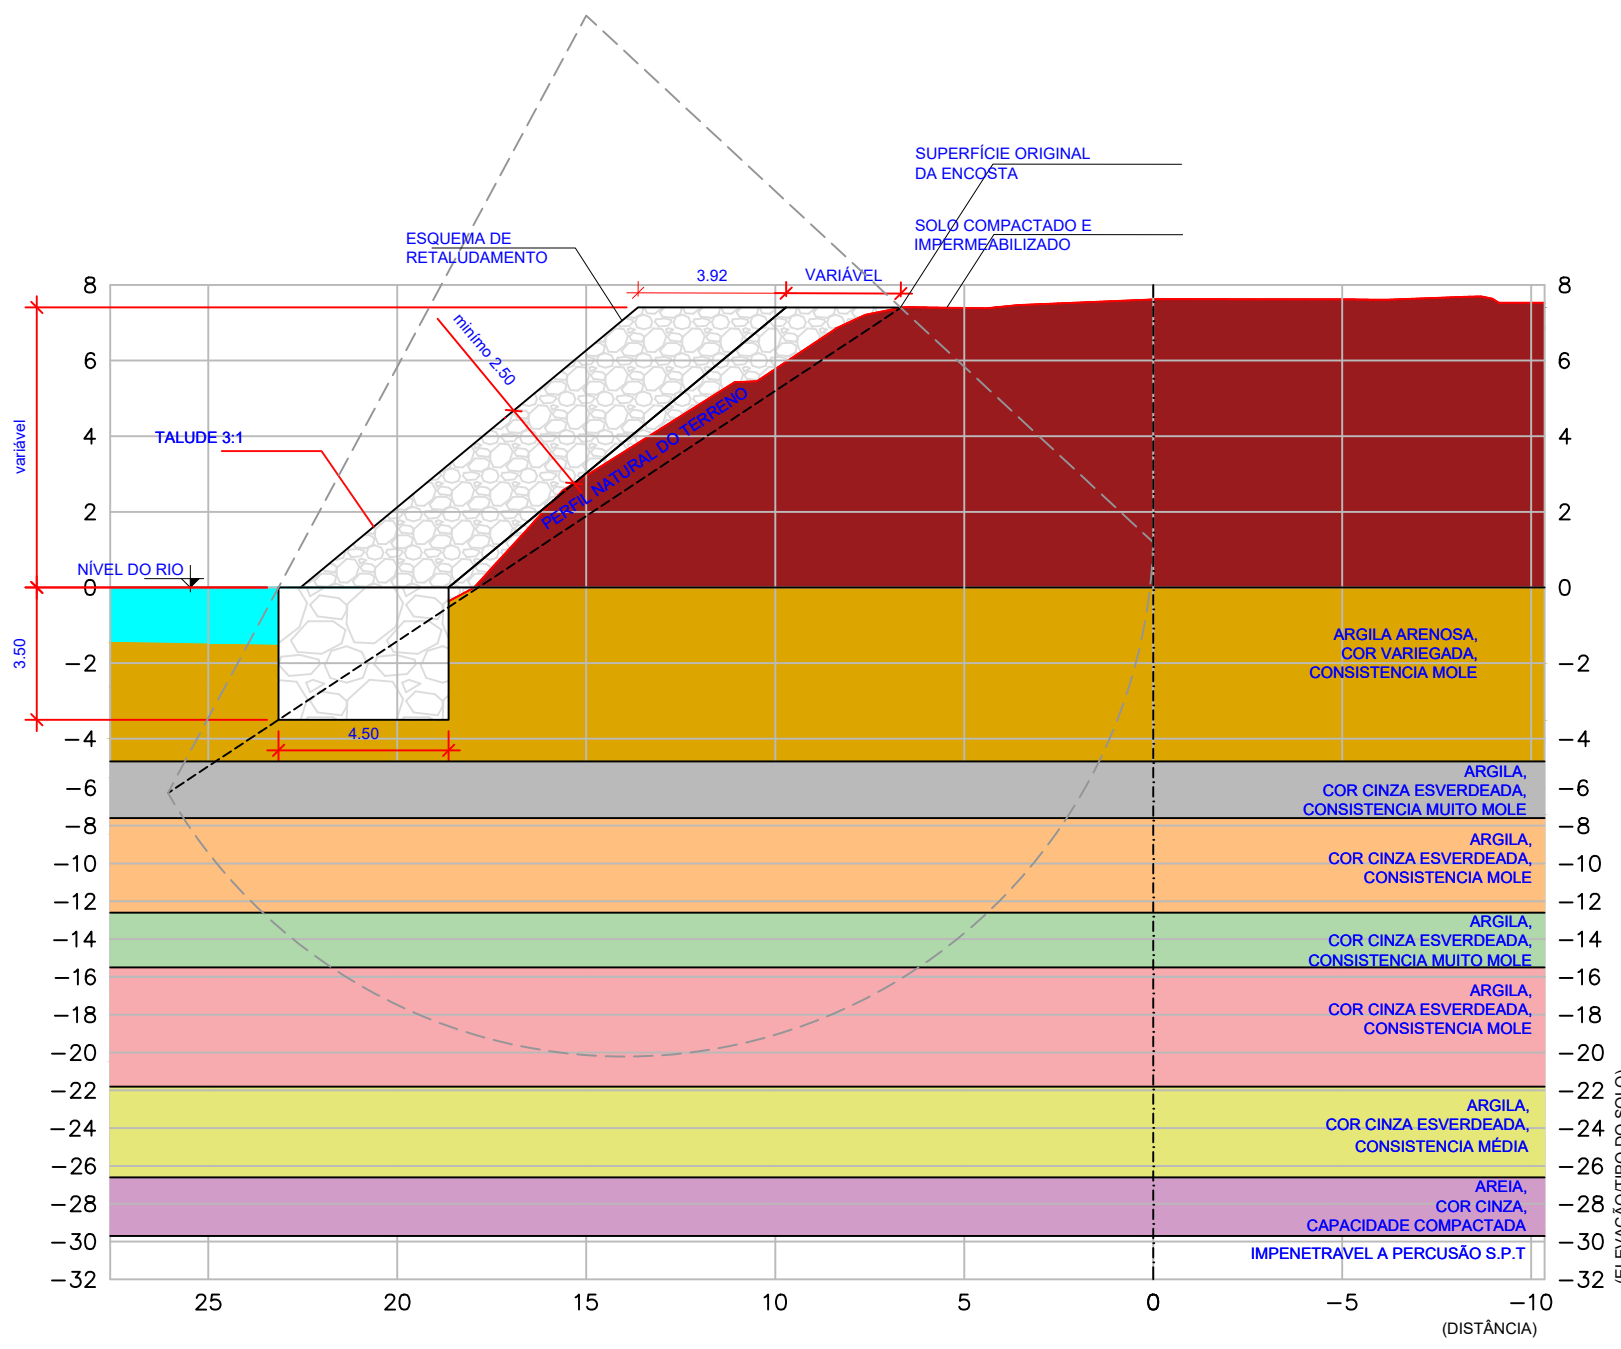 SUPERFÍCIE ORIGINAL
DA ENCOSTA
SOLO COMPACTADO E
IMPERMEABILIZADO
ESQUEMA DE
RETALUDAMENTO
3.92
VARIÁVEL
minímo 2.50
TALUDE 3:1
variável
PERFIL NATURAL DO TERRENO
NÍVEL DO RIO
3.50
4.50
8
6
4
2
0
−2
−4
−6
−8
−10
−12
−14
−16
−18
−20
−22
−24
−26
−28
−30
−32
ARGILA ARENOSA,
COR VARIEGADA,
CONSISTENCIA MOLE
ARGILA,
COR CINZA ESVERDEADA,
CONSISTENCIA MUITO MOLE
ARGILA,
COR CINZA ESVERDEADA,
CONSISTENCIA MOLE
ARGILA,
COR CINZA ESVERDEADA,
CONSISTENCIA MUITO MOLE
ARGILA,
COR CINZA ESVERDEADA,
CONSISTENCIA MOLE
ARGILA,
COR CINZA ESVERDEADA,
CONSISTENCIA MÉDIA
AREIA,
COR CINZA,
CAPACIDADE COMPACTADA
IMPENETRAVEL A PERCUSÃO S.P.T
8
6
4
2
0
−2
−4
−6
−8
−10
−12
−14
−16
−18
−20
−22
−24
−26
−28
−30
−32
(ELEVAÇÃO/TIPO DO SOLO)
25 20 15 10 5 0 −5 −10
(DISTÂNCIA)